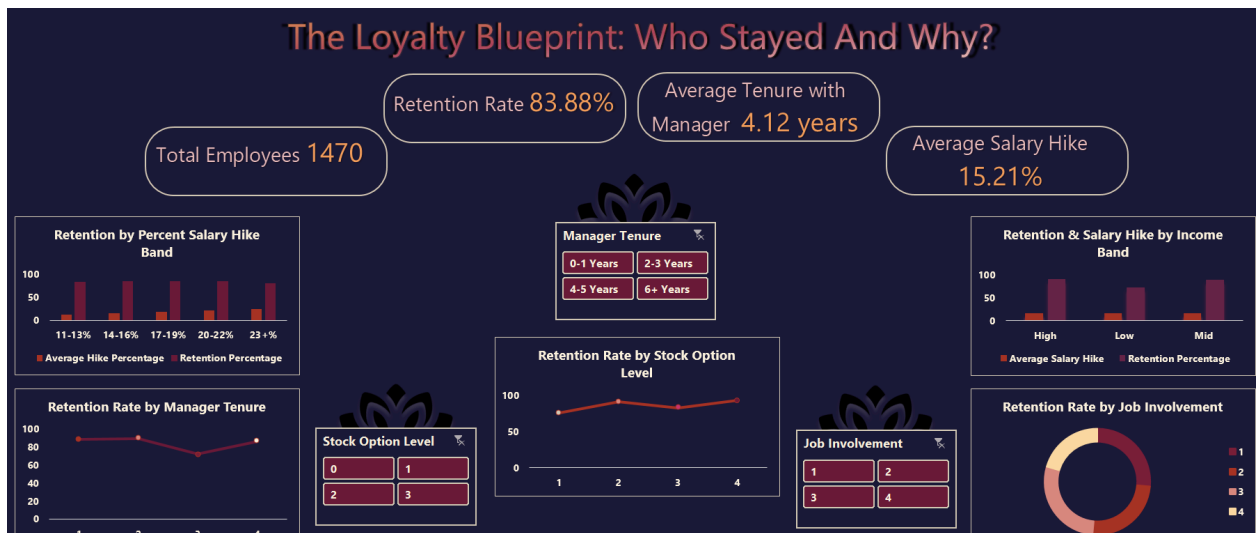 The Loyalty Blueprint: Who Stayed And Why?
Total Employees 1470
Retention Rate 83.88%
Average Tenure with
Manager 4.12 years
Average Salary Hike
15.21%
Retention by Percent Salary Hike
Band
100
50
0
11-13% 14-16% 17-19% 20-22% 23+%
Average Hike Percentage Retention Percentage
Manager Tenure
0-1 Years 2-3 Years
4-5 Years 6+ Years
Retention & Salary Hike by Income
Band
100
50
0
High Low Mid
Average Salary Hike Retention Percentage
Retention Rate by Manager Tenure
100
80
60
40
20
0
1 2 3 4
Stock Option Level
0 1
2 3
Retention Rate by Stock Option
Level
100
50
0
1 2 3 4
Job Involvement
1 2
3 4
Retention Rate by Job Involvement
1
2
3
4